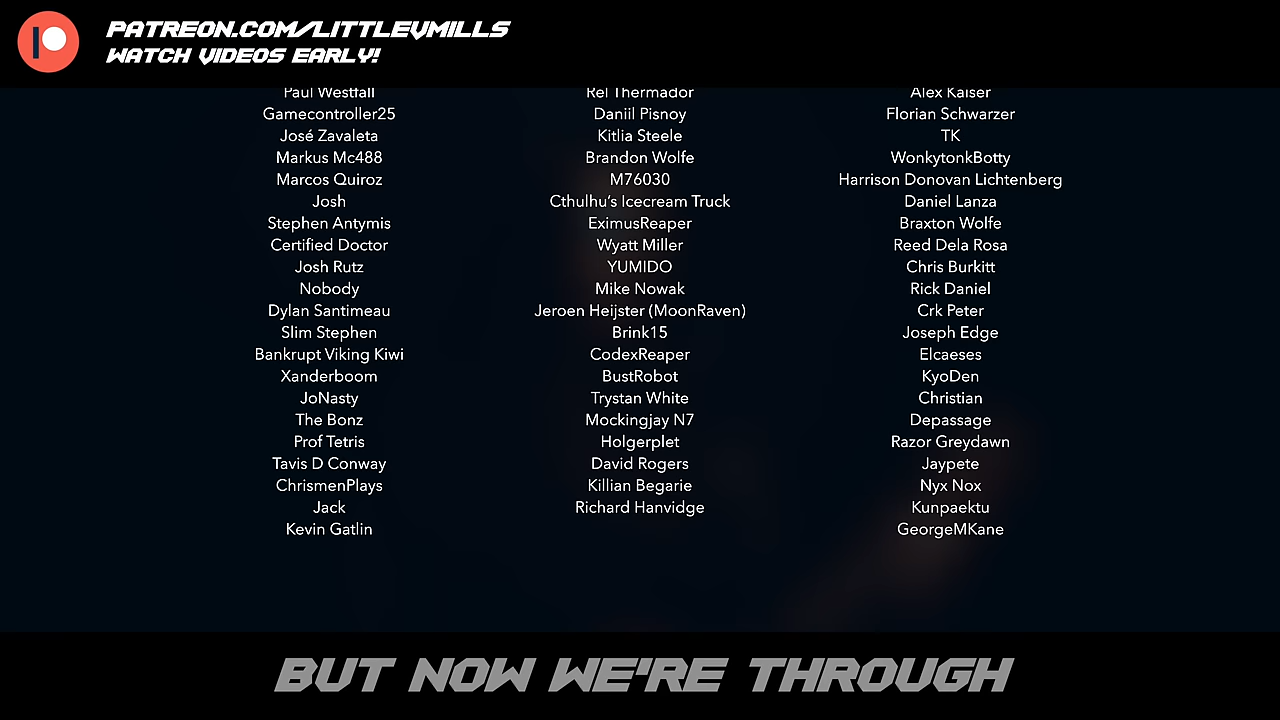 PATREON.COM/LITTLEVMILLS
WATCH VIDEOS EARLY!
Paul Westfall
Gamecontroller25
José Zavaleta
Markus Mc488
Marcos Quiroz
Josh
Stephen Antymis
Certified Doctor
Josh Rutz
Nobody
Dylan Santimeau
Slim Stephen
Bankrupt Viking Kiwi
Xanderboom
JoNasty
The Bonz
Prof Tetris
Tavis D Conway
ChrismenPlays
Jack
Kevin Gatlin
Rel Thermador
Daniil Pisnoy
Kitlia Steele
Brandon Wolfe
M76030
Cthulhu’s Icecream Truck
EximusReaper
Wyatt Miller
YUMIDO
Mike Nowak
Jeroen Heijster (MoonRaven)
Brink15
CodexReaper
BustRobot
Trystan White
Mockingjay N7
Holgerplet
David Rogers
Killian Begarie
Richard Hanvidge
Alex Kaiser
Florian Schwarzer
TK
WonkytonkBotty
Harrison Donovan Lichtenberg
Daniel Lanza
Braxton Wolfe
Reed Dela Rosa
Chris Burkitt
Rick Daniel
Crk Peter
Joseph Edge
Elcaeses
KyoDen
Christian
Depassage
Razor Greydawn
Jaypete
Nyx Nox
Kunpaektu
GeorgeMKane
BUT NOW WE'RE THROUGH